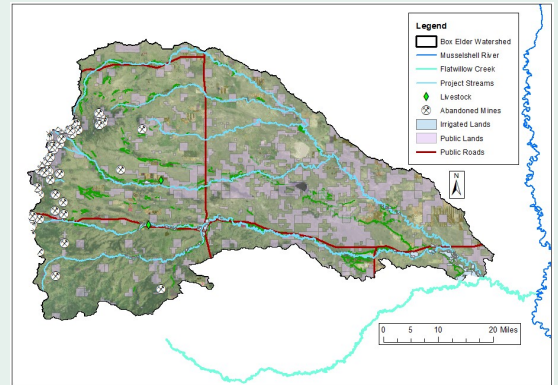 Legend
Box Elder Watershed
Musselshell River
Flatwillow Creek
Project Streams
Livestock
Abandoned Mines
Irrigated Lands
Public Lands
Public Roads
N
0 5 10 20 Miles